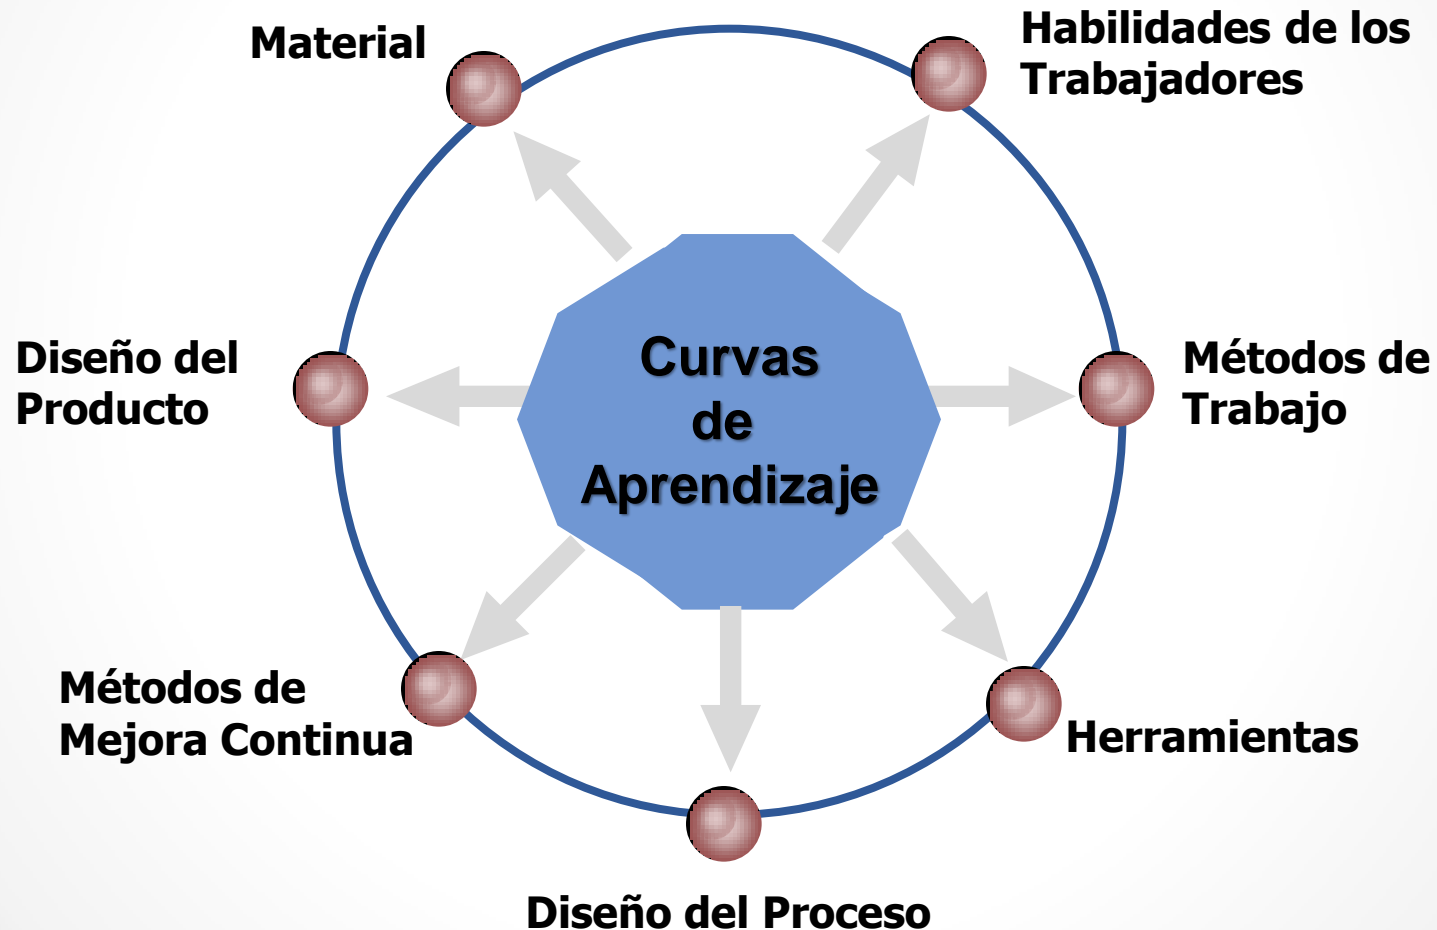 Material
Habilidades de los
Trabajadores
Diseño del
Producto
Curvas
de
Aprendizaje
Métodos de
Trabajo
Métodos de
Mejora Continua
Herramientas
Diseño del Proceso